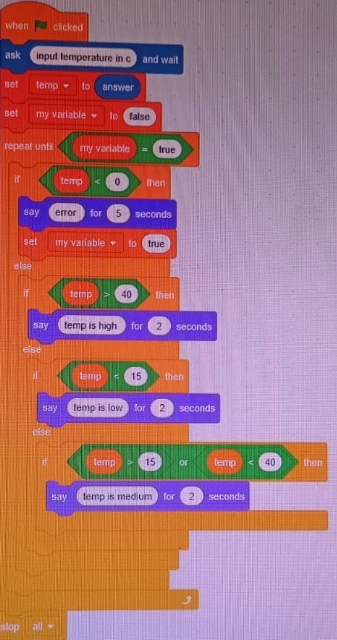 when clicked
ask input temperature in c and wait
set temp to answer
set my variable to false
repeat until my variable = true
if temp < 0 then
say error for 5 seconds
set my variable to true
else
if temp > 40 then
say temp is high for 2 seconds
else
if temp < 15 then
say temp is low for 2 seconds
else
if temp > 15 or temp < 40 then
say temp is medium for 2 seconds
stop all